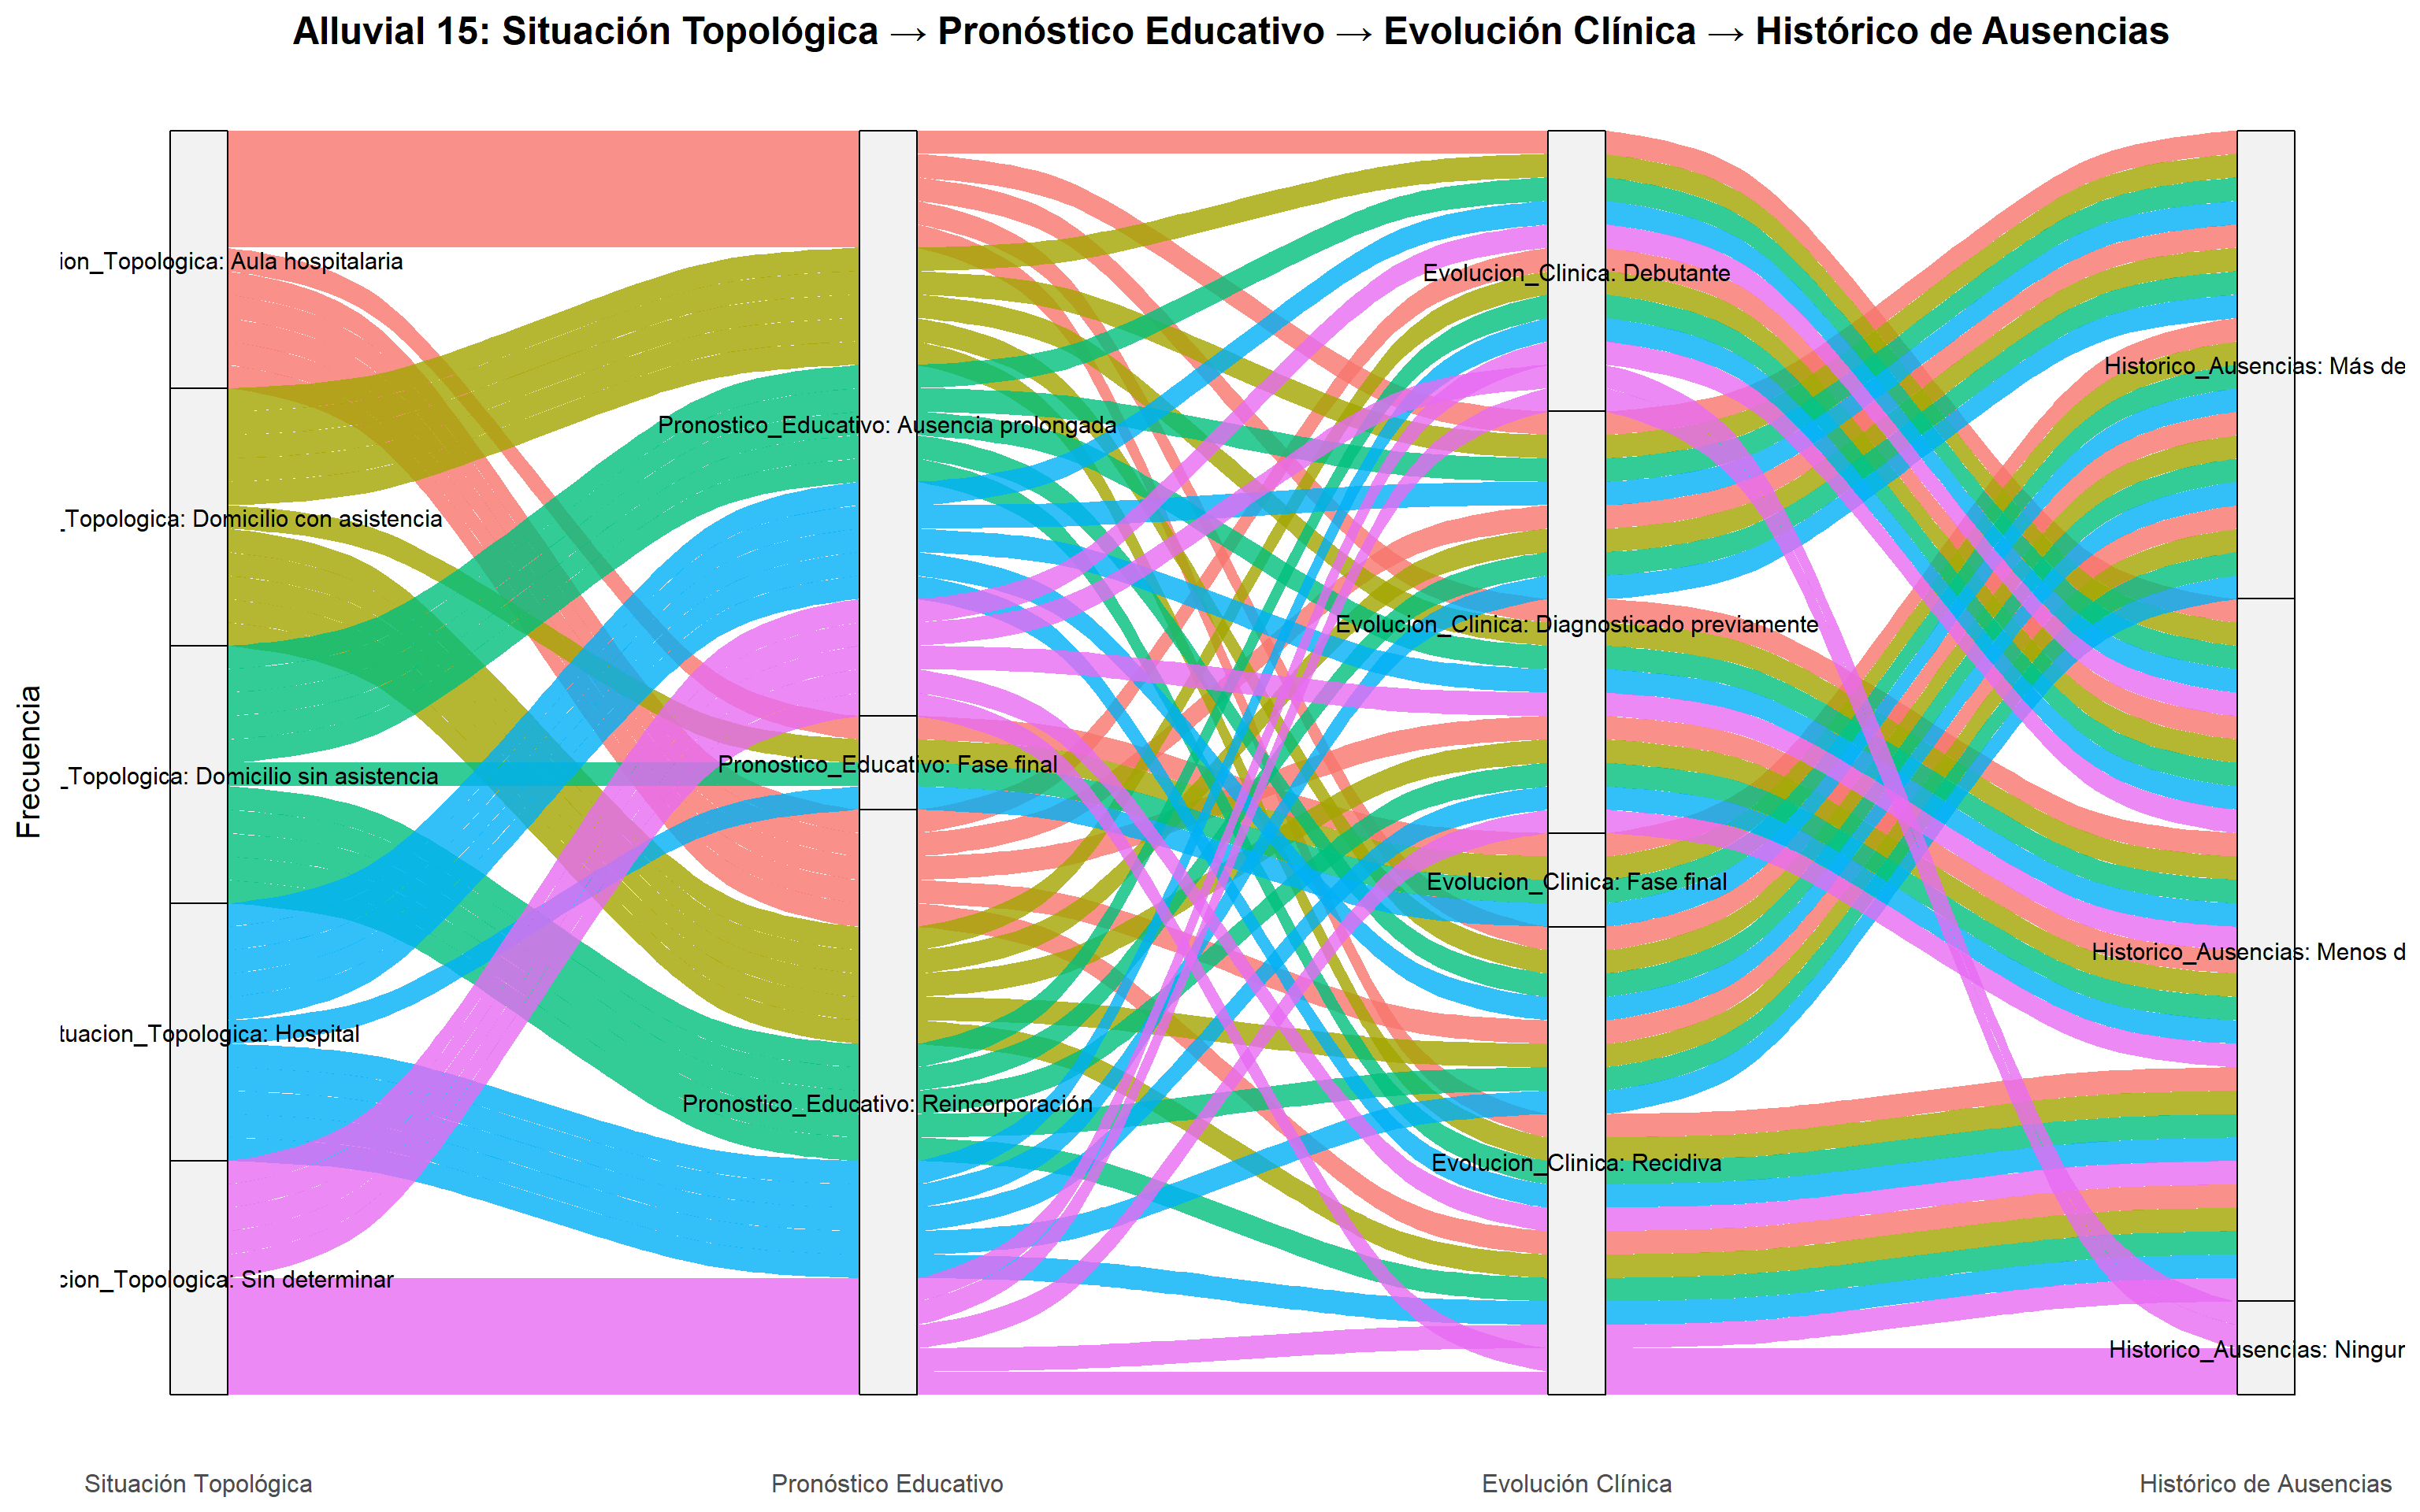 Alluvial 15: Situación Topológica → Pronóstico Educativo → Evolución Clínica → Histórico de Ausencias
ion_Topologica: Aula hospitalaria
Evolucion_Clinica: Debutante
Historico_Ausencias: Más de
Pronostico_Educativo: Ausencia prolongada
_Topologica: Domicilio con asistencia
Evolucion_Clinica: Diagnosticado previamente
Frecuencia
_Topologica: Domicilio sin asistencia
Pronostico_Educativo: Fase final
Evolucion_Clinica: Fase final
Historico_Ausencias: Menos d
tuacion_Topologica: Hospital
Pronostico_Educativo: Reincorporación
Evolucion_Clinica: Recidiva
cion_Topologica: Sin determinar
Historico_Ausencias: Ningur
Situación Topológica
Pronóstico Educativo
Evolución Clínica
Histórico de Ausencias